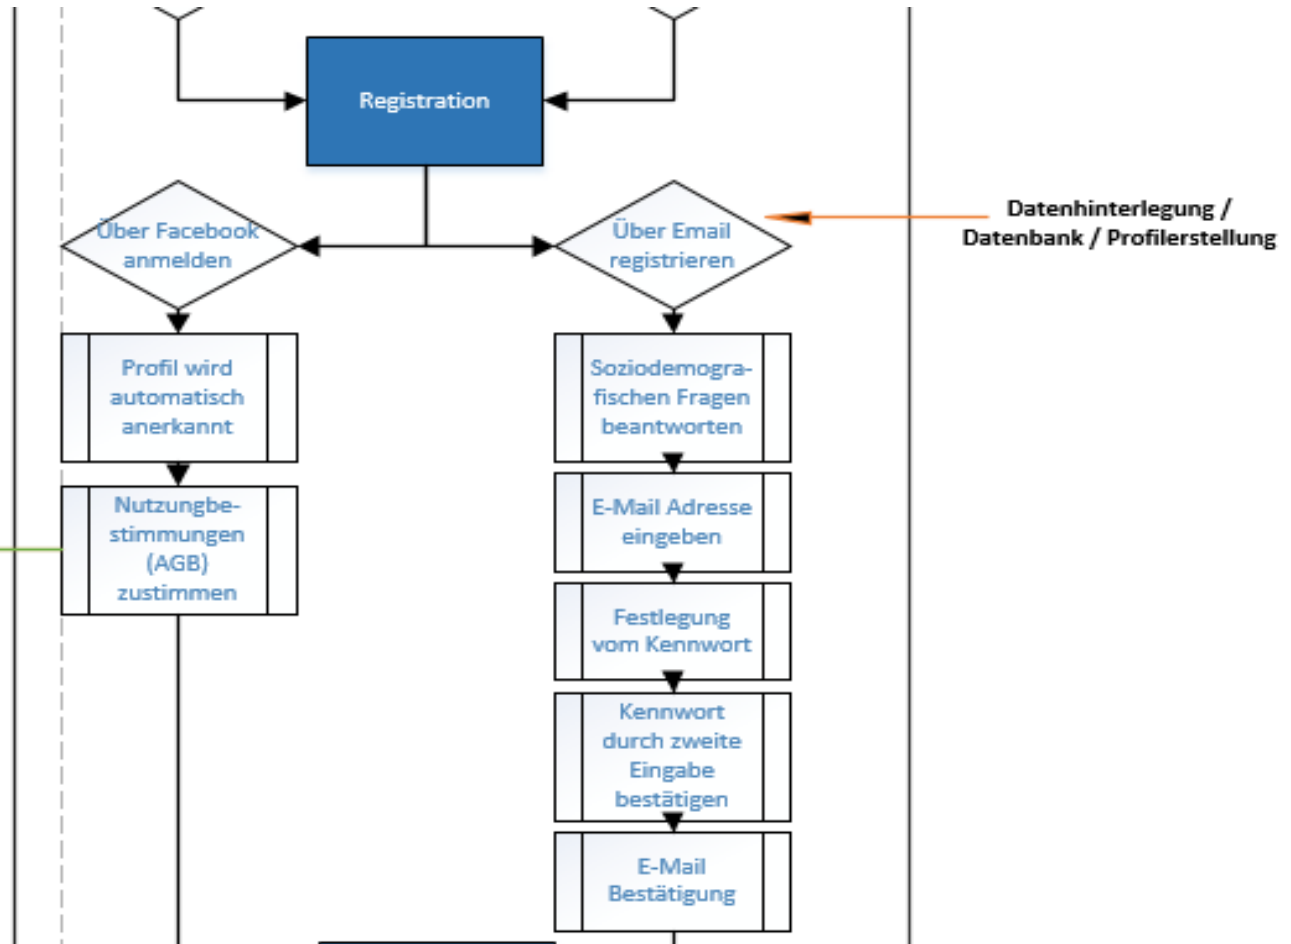 Registration
Über Facebook
anmelden
Über Email
registrieren
Datenhinterlegung /
Datenbank / Profilerstellung
Profil wird
automatisch
anerkannt
Nutzungbe-
stimmungen
(AGB)
zustimmen
Soziodemogra-
fischen Fragen
beantworten
E-Mail Adresse
eingeben
Festlegung
vom Kennwort
Kennwort
durch zweite
Eingabe
bestätigen
E-Mail
Bestätigung